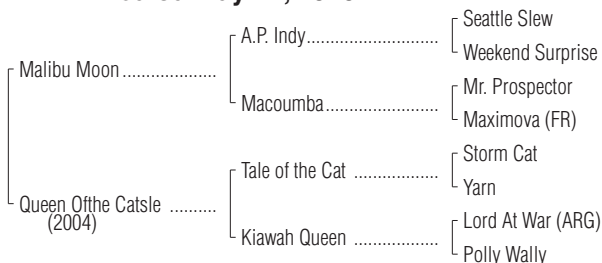 Seattle Slew
A.P. Indy
Weekend Surprise
Malibu Moon
Mr. Prospector
Macoumba
Maximova (FR)
Storm Cat
Tale of the Cat
Yarn
Queen Ofthe Catsle
(2004)
Lord At War (ARG)
Kiawah Queen
Polly Wally